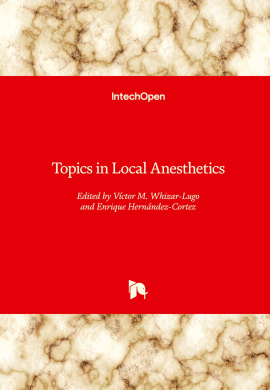 IntechOpen
Topics in Local Anesthetics
Edited by Víctor M. Whizar-Lugo
and Enrique Hernández-Cortez